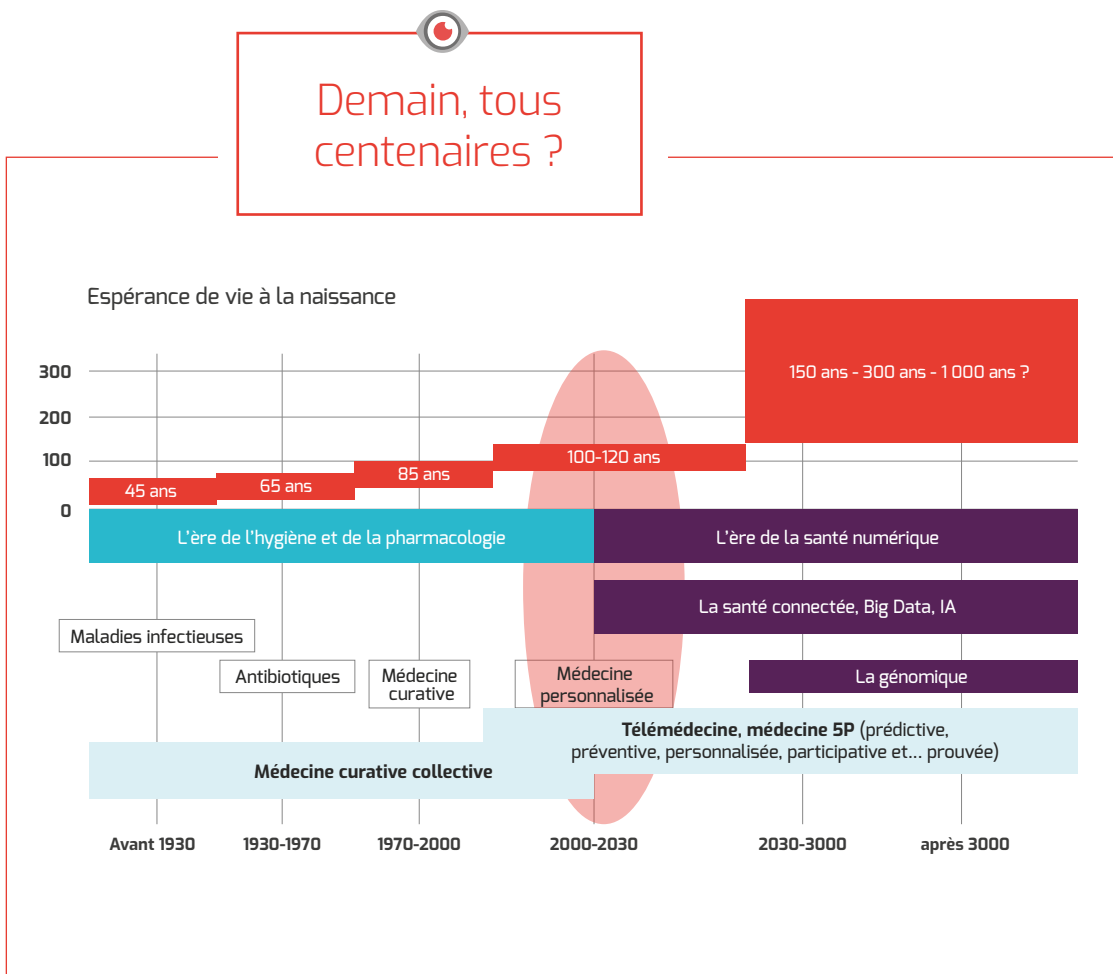 Demain, tous
centenaires ?
Espérance de vie à la naissance
300
200
100
0
45 ans
65 ans
85 ans
100-120 ans
150 ans - 300 ans - 1 000 ans ?
L'ère de l'hygiène et de la pharmacologie
L'ère de la santé numérique
La santé connectée, Big Data, IA
Maladies infectieuses
Antibiotiques
Médecine
curative
Médecine
personnalisée
La génomique
Télémédecine, médecine 5P (prédictive,
préventive, personnalisée, participative et... prouvée)
Médecine curative collective
Avant 1930
1930-1970
1970-2000
2000-2030
2030-3000
après 3000